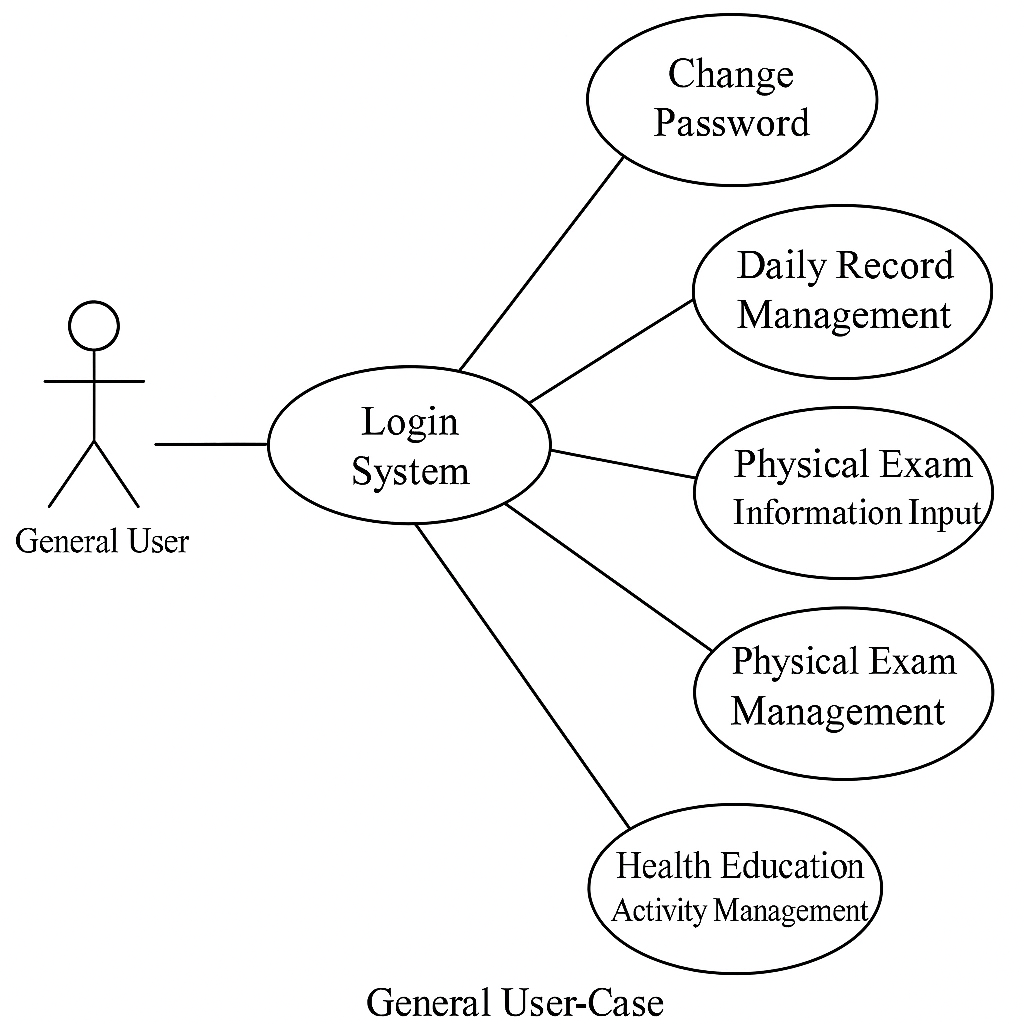 Change
Password
Daily Record
Management
Login
System
Physical Exam
Information Input
General User
Physical Exam
Management
Health Education
Activity Management
General User-Case